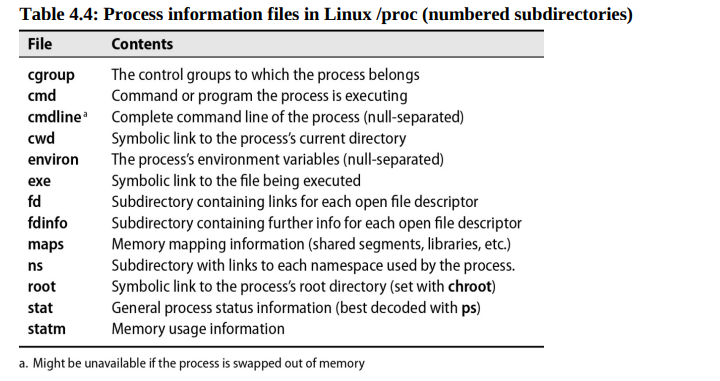 Table 4.4: Process information files in Linux /proc (numbered subdirectories)
File Contents
cgroup The control groups to which the process belongs
cmd Command or program the process is executing
cmdline a Complete command line of the process (null-separated)
cwd Symbolic link to the process’s current directory
environ The process’s environment variables (null-separated)
exe Symbolic link to the file being executed
fd Subdirectory containing links for each open file descriptor
fdinfo Subdirectory containing further info for each open file descriptor
maps Memory mapping information (shared segments, libraries, etc.)
ns Subdirectory with links to each namespace used by the process.
root Symbolic link to the process’s root directory (set with chroot)
stat General process status information (best decoded with ps)
statm Memory usage information
a. Might be unavailable if the process is swapped out of memory